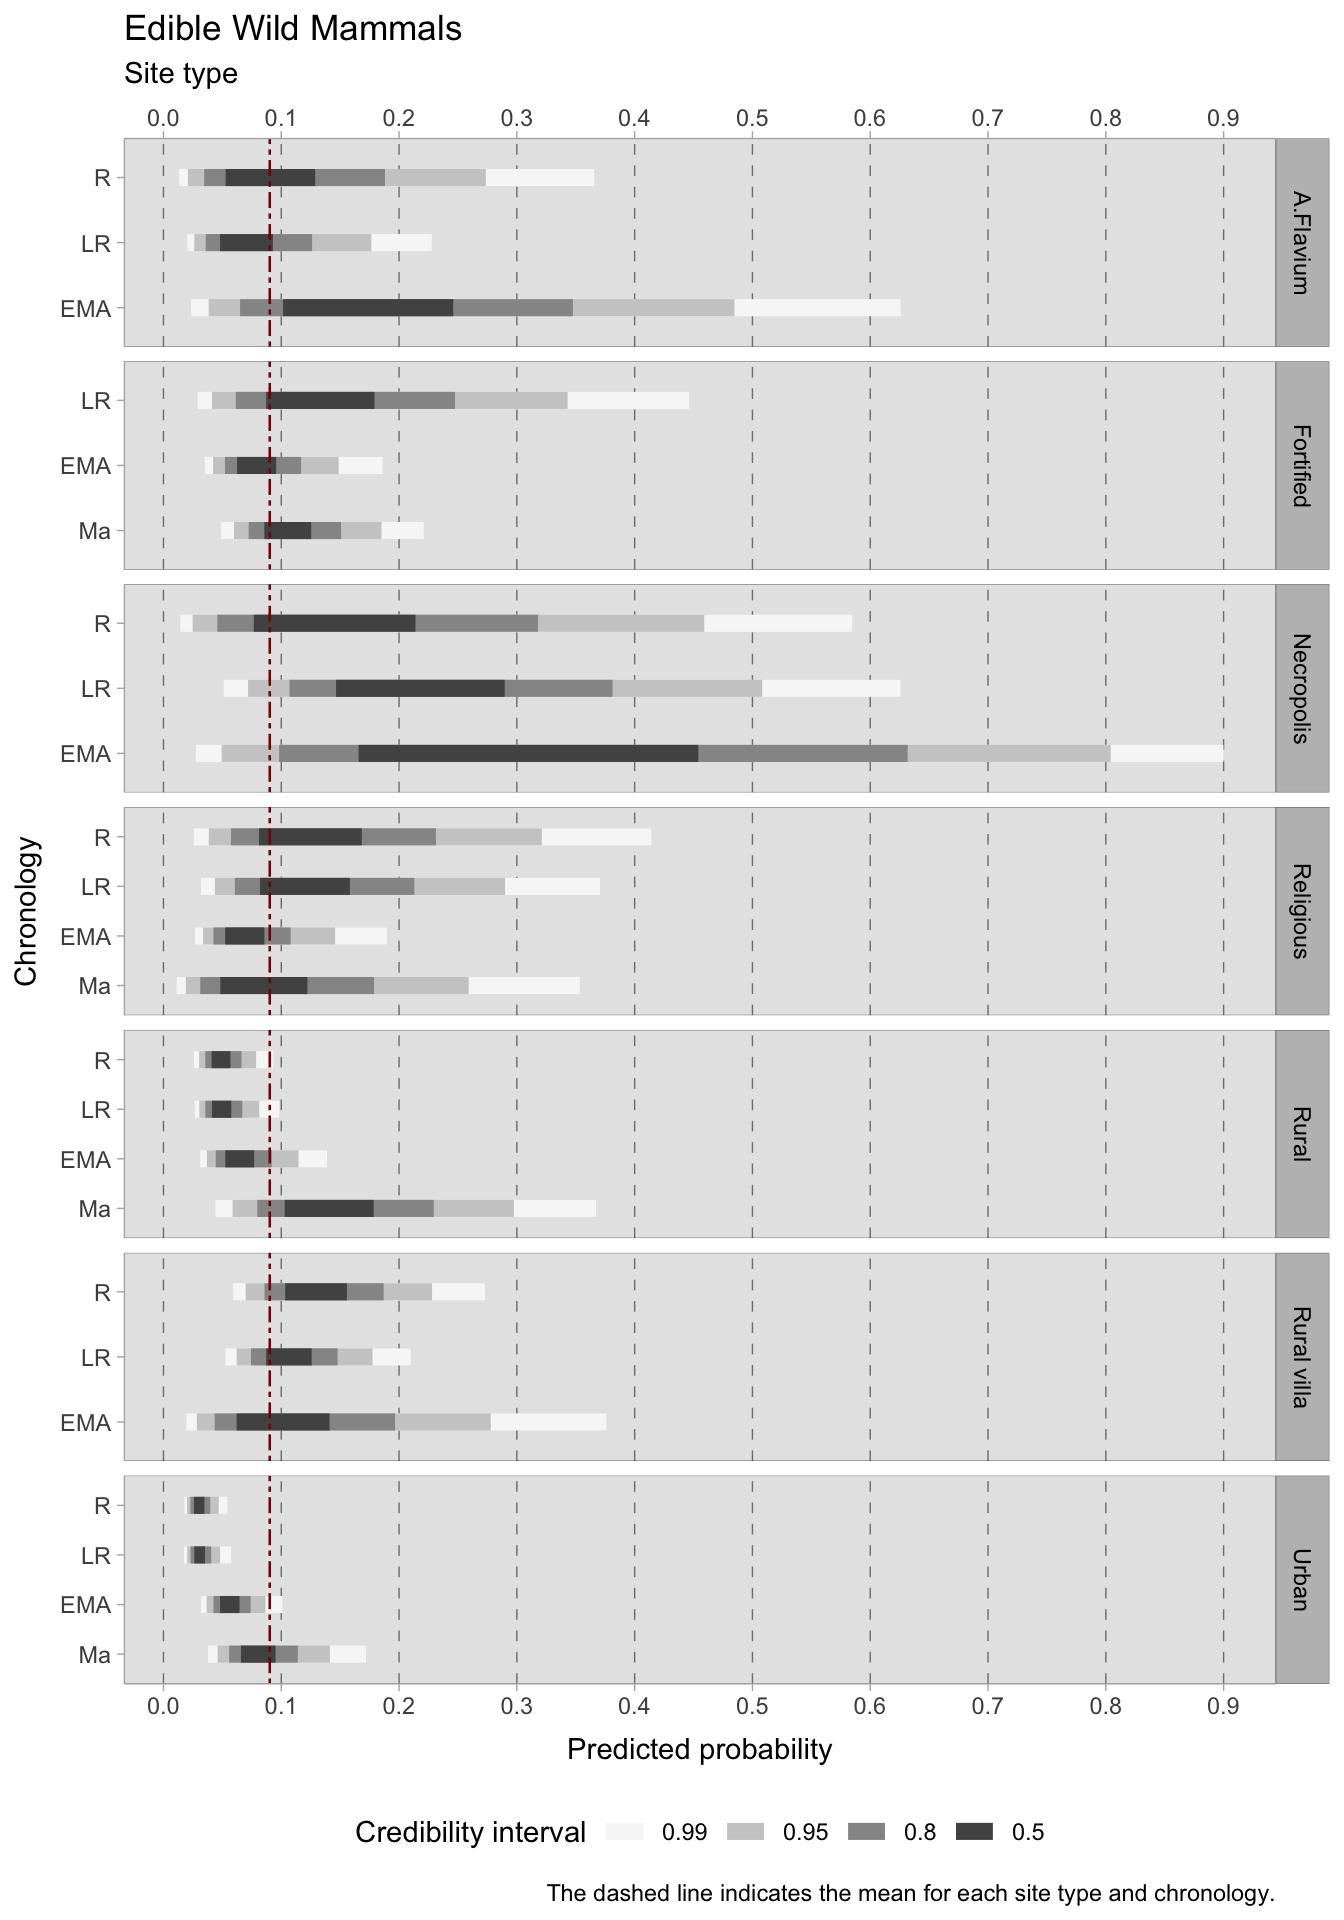 Edible Wild Mammals
Site type
0.0 0.1 0.2 0.3 0.4 0.5 0.6 0.7 0.8 0.9
R
LR
EMA
A.Flavium
LR
EMA
Ma
Fortified
R
LR
EMA
Necropolis
Chronology
R
LR
EMA
Ma
Religious
R
LR
EMA
Ma
Rural
R
LR
EMA
Rural villa
R
LR
EMA
Ma
Urban
0.0 0.1 0.2 0.3 0.4 0.5 0.6 0.7 0.8 0.9
Predicted probability
Credibility interval 0.99 0.95 0.8 0.5
The dashed line indicates the mean for each site type and chronology.